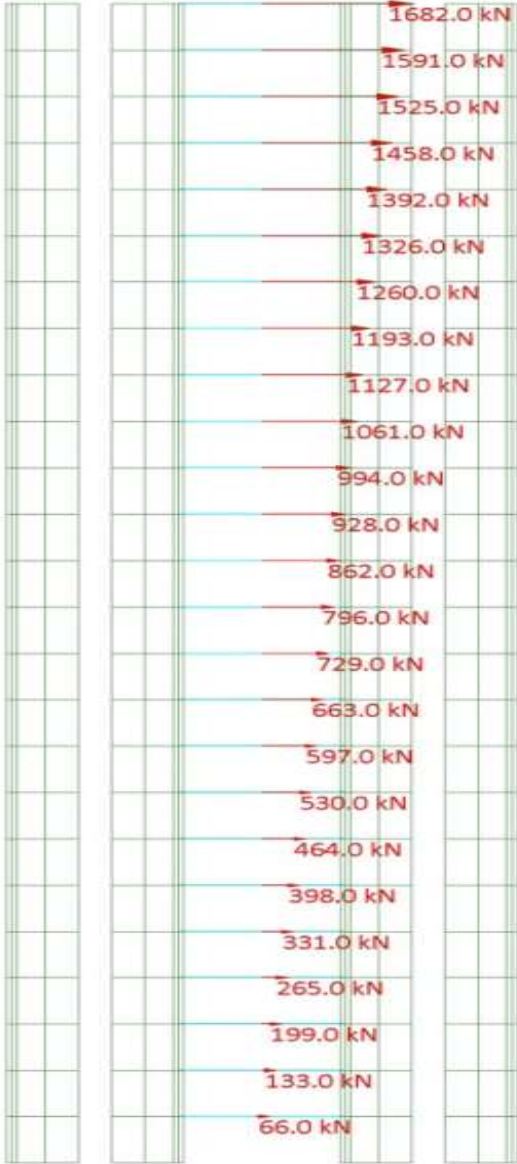 1682.0 kN
1591.0 kN
1525.0 kN
1458.0 kN
1392.0 kN
1326.0 kN
1260.0 kN
1193.0 kN
1127.0 kN
1061.0 kN
994.0 kN
928.0 kN
862.0 kN
796.0 kN
729.0 kN
663.0 kN
597.0 kN
530.0 kN
464.0 kN
398.0 kN
331.0 kN
265.0 kN
199.0 kN
133.0 kN
66.0 kN